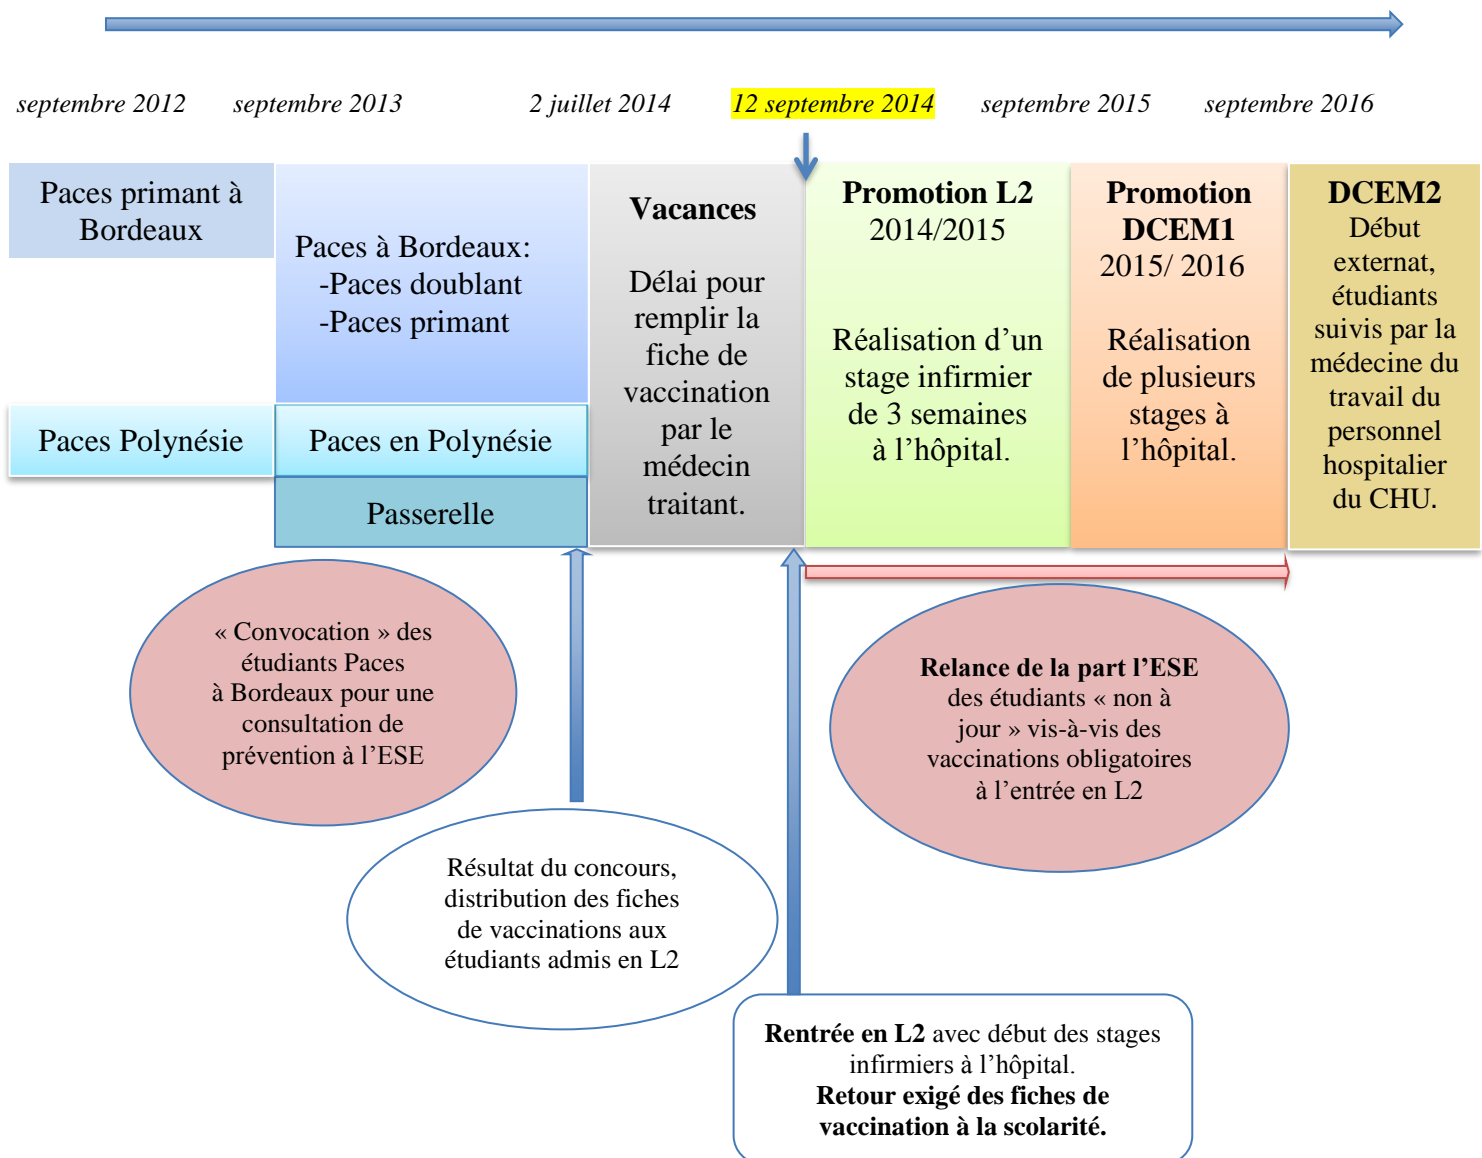 septembre 2012 septembre 2013 2 juillet 2014 12 septembre 2014 septembre 2015 septembre 2016
Paces primant à
Bordeaux
Paces à Bordeaux:
-Paces doublant
-Paces primant
Paces Polynésie
Paces en Polynésie
Passerelle
Vacances
Délai pour
remplir la
fiche de
vaccination
par le
médecin
traitant.
Promotion L2
2014/2015
Réalisation d’un
stage infirmier
de 3 semaines
à l’hôpital.
Promotion
DCEM1
2015/ 2016
Réalisation
de plusieurs
stages à
l’hôpital.
DCEM2
Début
externat,
étudiants
suivis par la
médecine du
travail du
personnel
hospitalier
du CHU.
« Convocation » des
étudiants Paces
à Bordeaux pour une
consultation de
prévention à l’ESE
Relance de la part l’ESE
des étudiants « non à
jour » vis-à-vis des
vaccinations obligatoires
à l’entrée en L2
Résultat du concours,
distribution des fiches
de vaccinations aux
étudiants admis en L2
Rentrée en L2 avec début des stages
infirmiers à l’hôpital.
Retour exigé des fiches de
vaccination à la scolarité.